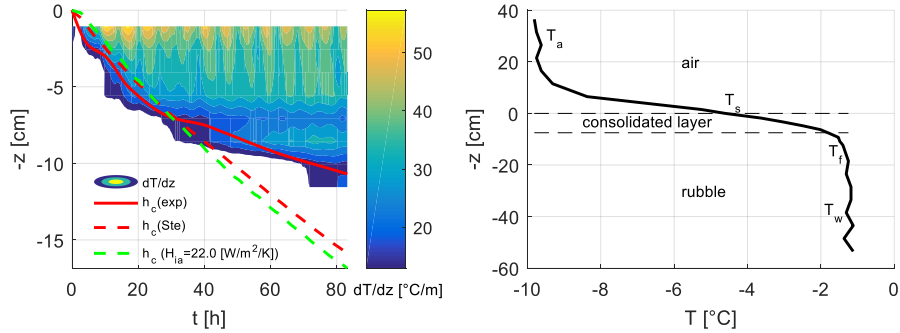 0
-5
-10
-15
-z [cm]
0
20
40
60
80
t [h]
dT/dz
h_c(exp)
h_c(Ste)
h_c (H_ia=22.0 [W/m²/K])
50
40
30
20
dT/dz [°C/m]
40
20
0
-20
-40
-60
-z [cm]
-10
-8
-6
-4
-2
0
T [°C]
T_a
air
T_s
consolidated layer
T_f
rubble
T_w